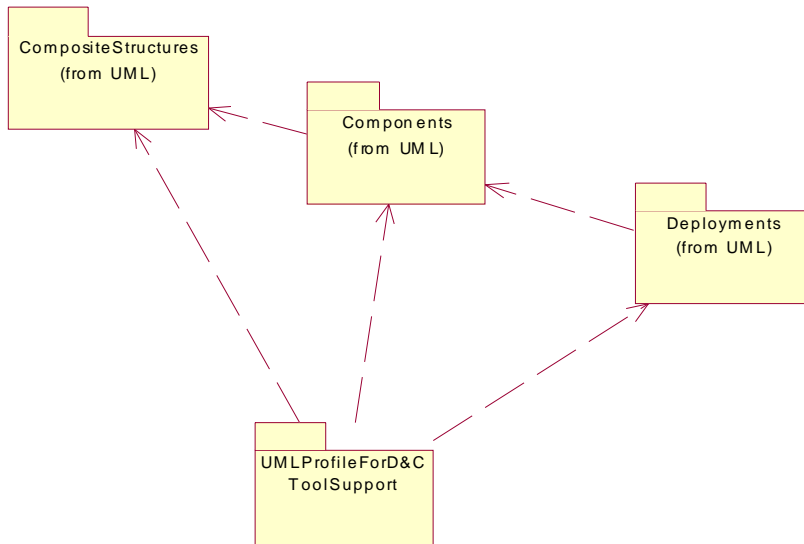 CompositeStructures
(from UML)
Components
(from UML)
Deployments
(from UML)
UMLProfileForD&C
ToolSupport